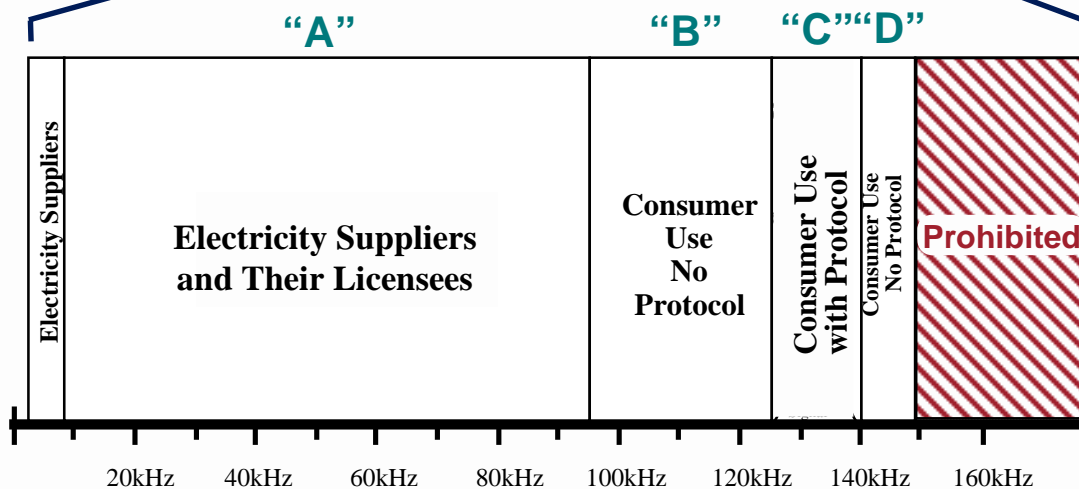 “A”
“B”
“C”
“D”
Electricity Suppliers
Electricity Suppliers
and Their Licensees
Consumer
Use
No
Protocol
Consumer Use
with Protocol
Consumer Use
No Protocol
Prohibited
20kHz
40kHz
60kHz
80kHz
100kHz
120kHz
140kHz
160kHz